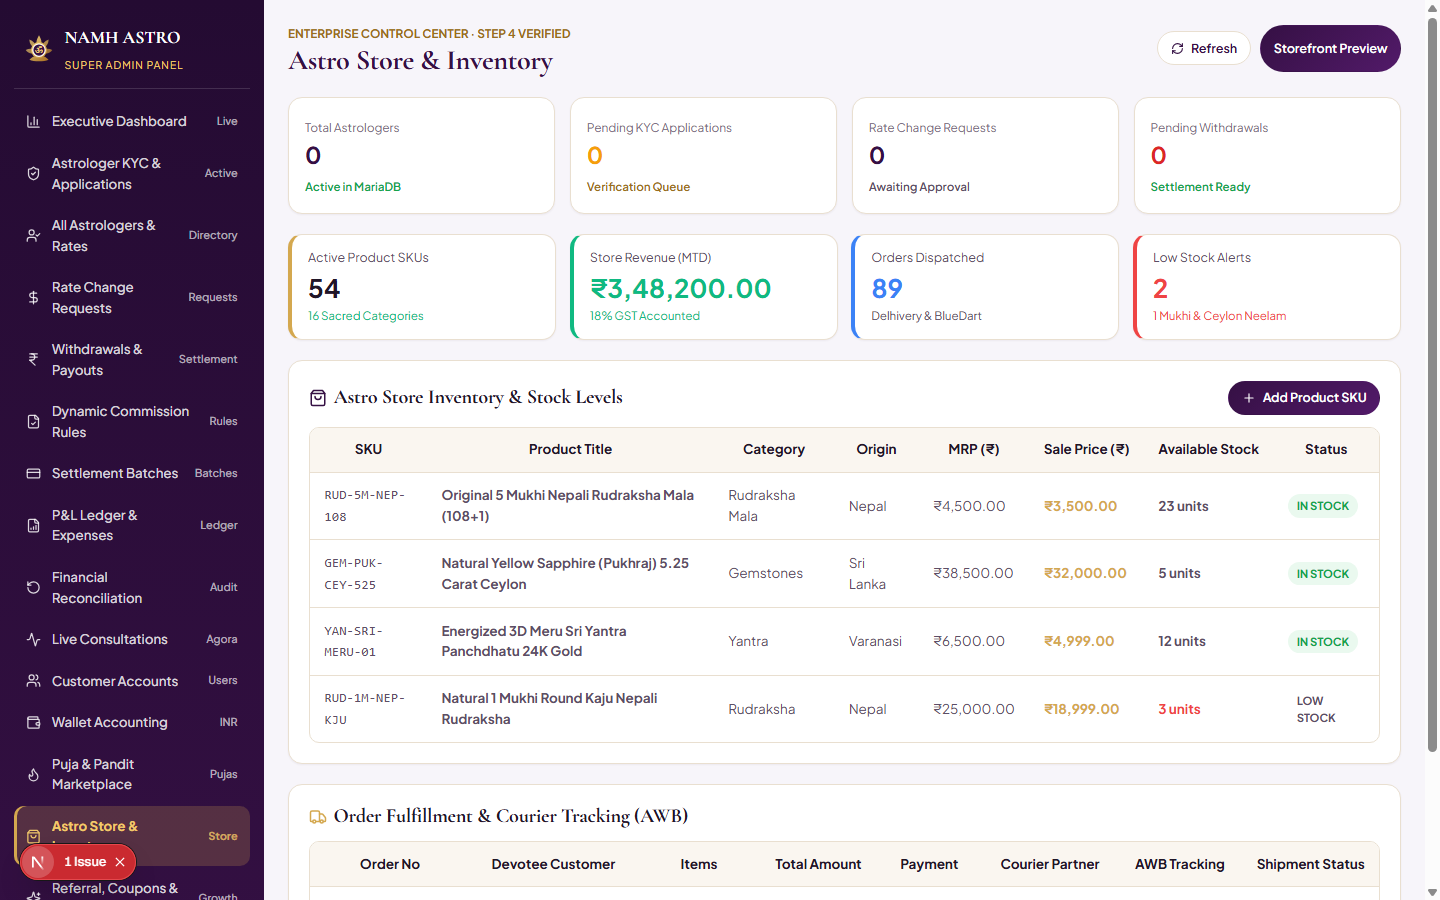 NAMH ASTRO
SUPER ADMIN PANEL
Executive Dashboard Live
Astrologer KYC &
Applications
Active
All Astrologers &
Rates
Directory
Rate Change
Requests
Requests
Withdrawals &
Payouts
Settlement
Dynamic Commission
Rules
Rules
Settlement Batches Batches
P&L Ledger &
Expenses
Ledger
Financial
Reconciliation
Audit
Live Consultations Agora
Customer Accounts Users
Wallet Accounting INR
Puja & Pandit
Marketplace
Pujas
Astro Store &
Store
N 1 Issue
Referral, Coupons &
Growth
ENTERPRISE CONTROL CENTER · STEP 4 VERIFIED
Astro Store & Inventory
Refresh
Storefront Preview
Total Astrologers
0
Active in MariaDB
Pending KYC Applications
0
Verification Queue
Rate Change Requests
0
Awaiting Approval
Pending Withdrawals
0
Settlement Ready
Active Product SKUs
54
16 Sacred Categories
Store Revenue (MTD)
₹3,48,200.00
18% GST Accounted
Orders Dispatched
89
Delhivery & BlueDart
Low Stock Alerts
2
1 Mukhi & Ceylon Neelam
Astro Store Inventory & Stock Levels
+ Add Product SKU
SKU Product Title Category Origin MRP (₹) Sale Price (₹) Available Stock Status
RUD-5M-NEP-
108
Original 5 Mukhi Nepali Rudraksha Mala
(108+1)
Rudraksha
Mala
Nepal ₹4,500.00 ₹3,500.00 23 units IN STOCK
GEM-PUK-
CEY-525
Natural Yellow Sapphire (Pukhraj) 5.25
Carat Ceylon
Gemstones
Sri
Lanka
₹38,500.00 ₹32,000.00 5 units IN STOCK
YAN-SRI-
MERU-01
Energized 3D Meru Sri Yantra
Panchdhatu 24K Gold
Yantra Varanasi ₹6,500.00 ₹4,999.00 12 units IN STOCK
RUD-1M-NEP-
KJU
Natural 1 Mukhi Round Kaju Nepali
Rudraksha
Rudraksha Nepal ₹25,000.00 ₹18,999.00 3 units
LOW
STOCK
Order Fulfillment & Courier Tracking (AWB)
Order No Devotee Customer Items Total Amount Payment Courier Partner AWB Tracking Shipment Status